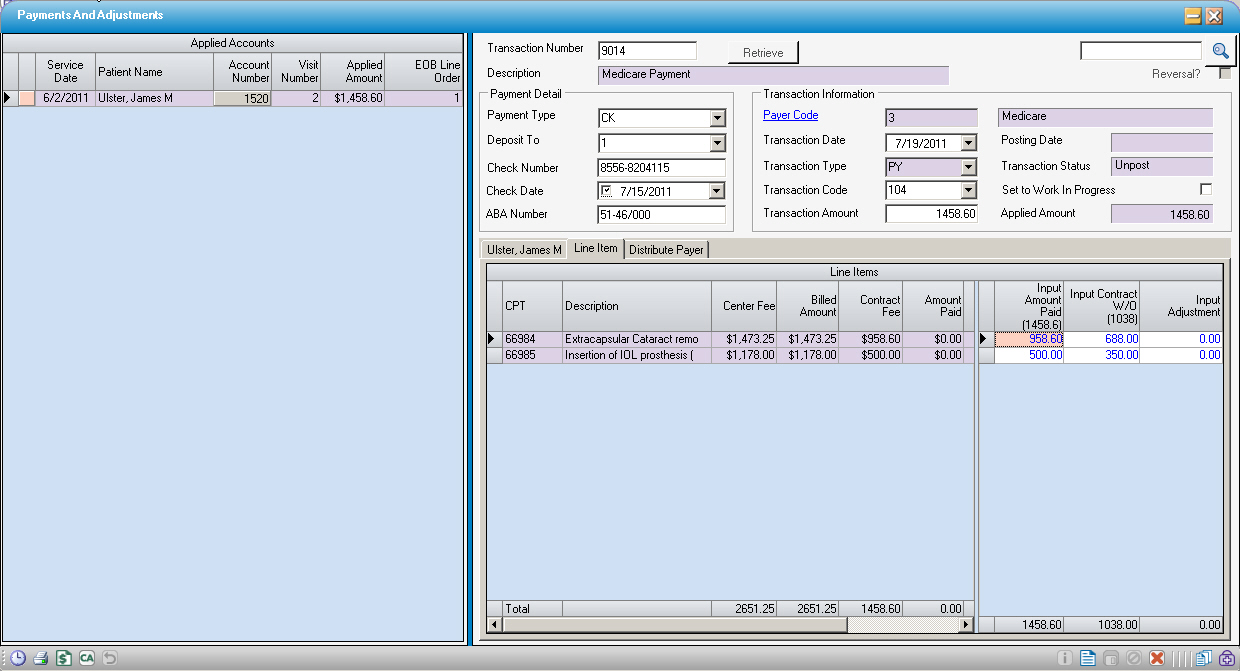 Payments And Adjustments
Applied Accounts
Service Date Patient Name Account Number Visit Number Applied Amount EOB Line Order
6/2/2011 Ulster, James M 1520 2 $1,458.60 1
Transaction Number 9014 Retrieve
Description Medicare Payment Reversal?
Payment Detail
Payment Type CK
Deposit To 1
Check Number 8556-8204115
Check Date 7/15/2011
ABA Number 51-46/000
Transaction Information
Payer Code 3 Medicare
Transaction Date 7/19/2011 Posting Date
Transaction Type PY Transaction Status Unpost
Transaction Code 104 Set to Work In Progress
Transaction Amount 1458.60 Applied Amount 1458.60
Ulster, James M Line Item Distribute Payer
Line Items
CPT Description Center Fee Billed Amount Contract Fee Amount Paid Input Amount Paid (1458.6) Input Contract W/O (1038) Input Adjustment
66984 Extracapsular Cataract remo $1,473.25 $1,473.25 $958.60 $0.00 958.60 688.00 0.00
66985 Insertion of IOL prosthesis ( $1,178.00 $1,178.00 $500.00 $0.00 500.00 350.00 0.00
Total 2651.25 2651.25 1458.60 0.00
1458.60 1038.00 0.00
CA